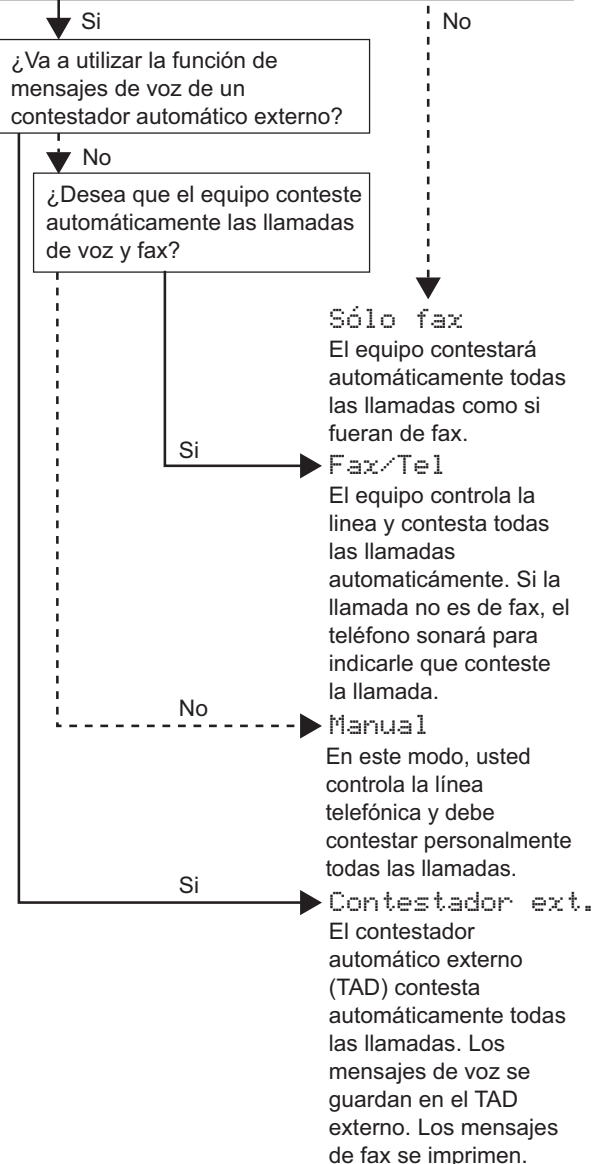 Si
No
¿Va a utilizar la función de
mensajes de voz de un
contestador automático externo?
No
¿Desea que el equipo conteste
automáticamente las llamadas
de voz y fax?
Sólo fax
El equipo contestará
automáticamente todas
las llamadas como si
fueran de fax.
Si
Fax/Tel
El equipo controla la
linea y contesta todas
las llamadas
automaticámente. Si la
llamada no es de fax, el
teléfono sonará para
indicarle que conteste
la llamada.
No
Manual
En este modo, usted
controla la línea
telefónica y debe
contestar personalmente
todas las llamadas.
Si
Contestador ext.
El contestador
automático externo
(TAD) contesta
automáticamente todas
las llamadas. Los
mensajes de voz se
guardan en el TAD
externo. Los mensajes
de fax se imprimen.